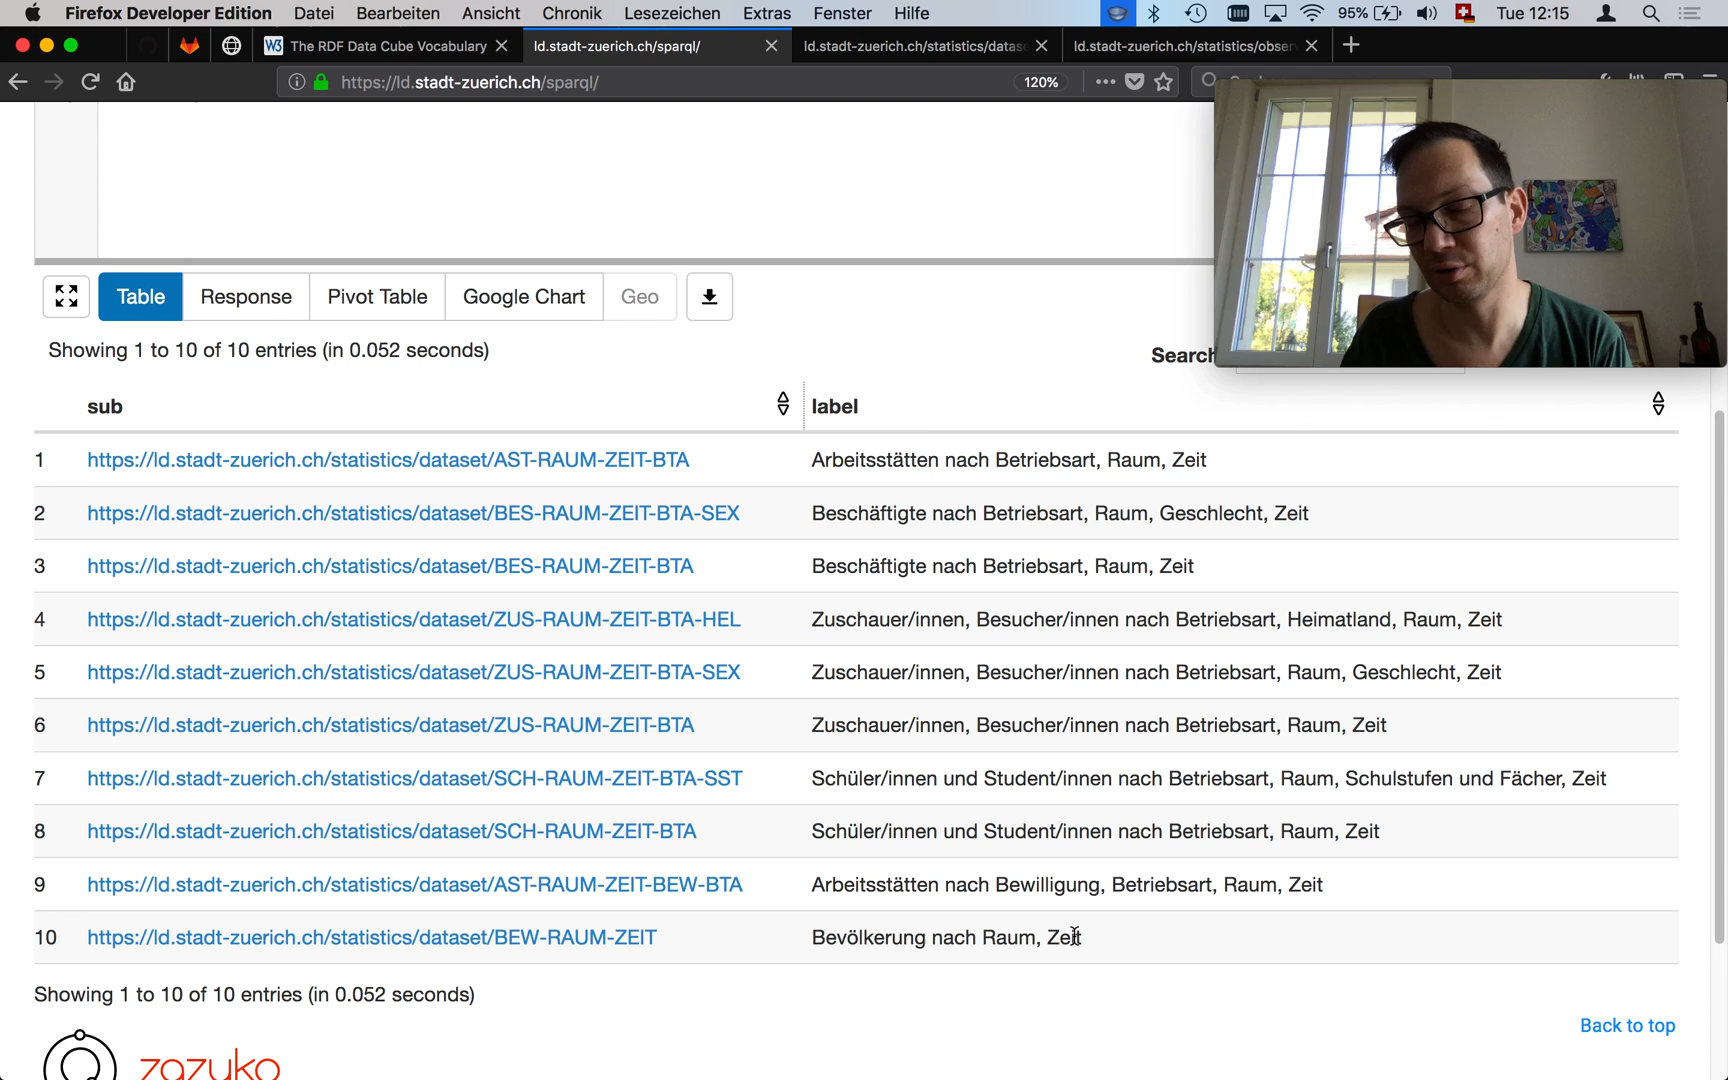 Firefox Developer Edition Datei Bearbeiten Ansicht Chronik Lesezeichen Extras Fenster Hilfe 95% Tue 12:15
The RDF Data Cube Vocabulary ld.stadt-zuerich.ch/sparql/ ld.stadt-zuerich.ch/statistics/datas ld.stadt-zuerich.ch/statistics/obser
https://ld.stadt-zuerich.ch/sparql/ 120%
Table Response Pivot Table Google Chart Geo
Showing 1 to 10 of 10 entries (in 0.052 seconds)
Search
sub label
1 https://ld.stadt-zuerich.ch/statistics/dataset/AST-RAUM-ZEIT-BTA Arbeitsstätten nach Betriebsart, Raum, Zeit
2 https://ld.stadt-zuerich.ch/statistics/dataset/BES-RAUM-ZEIT-BTA-SEX Beschäftigte nach Betriebsart, Raum, Geschlecht, Zeit
3 https://ld.stadt-zuerich.ch/statistics/dataset/BES-RAUM-ZEIT-BTA Beschäftigte nach Betriebsart, Raum, Zeit
4 https://ld.stadt-zuerich.ch/statistics/dataset/ZUS-RAUM-ZEIT-BTA-HEL Zuschauer/innen, Besucher/innen nach Betriebsart, Heimatland, Raum, Zeit
5 https://ld.stadt-zuerich.ch/statistics/dataset/ZUS-RAUM-ZEIT-BTA-SEX Zuschauer/innen, Besucher/innen nach Betriebsart, Raum, Geschlecht, Zeit
6 https://ld.stadt-zuerich.ch/statistics/dataset/ZUS-RAUM-ZEIT-BTA Zuschauer/innen, Besucher/innen nach Betriebsart, Raum, Zeit
7 https://ld.stadt-zuerich.ch/statistics/dataset/SCH-RAUM-ZEIT-BTA-SST Schüler/innen und Student/innen nach Betriebsart, Raum, Schulstufen und Fächer, Zeit
8 https://ld.stadt-zuerich.ch/statistics/dataset/SCH-RAUM-ZEIT-BTA Schüler/innen und Student/innen nach Betriebsart, Raum, Zeit
9 https://ld.stadt-zuerich.ch/statistics/dataset/AST-RAUM-ZEIT-BEW-BTA Arbeitsstätten nach Bewilligung, Betriebsart, Raum, Zeit
10 https://ld.stadt-zuerich.ch/statistics/dataset/BEW-RAUM-ZEIT Bevölkerung nach Raum, Zeit
Showing 1 to 10 of 10 entries (in 0.052 seconds)
Back to top
zazuko